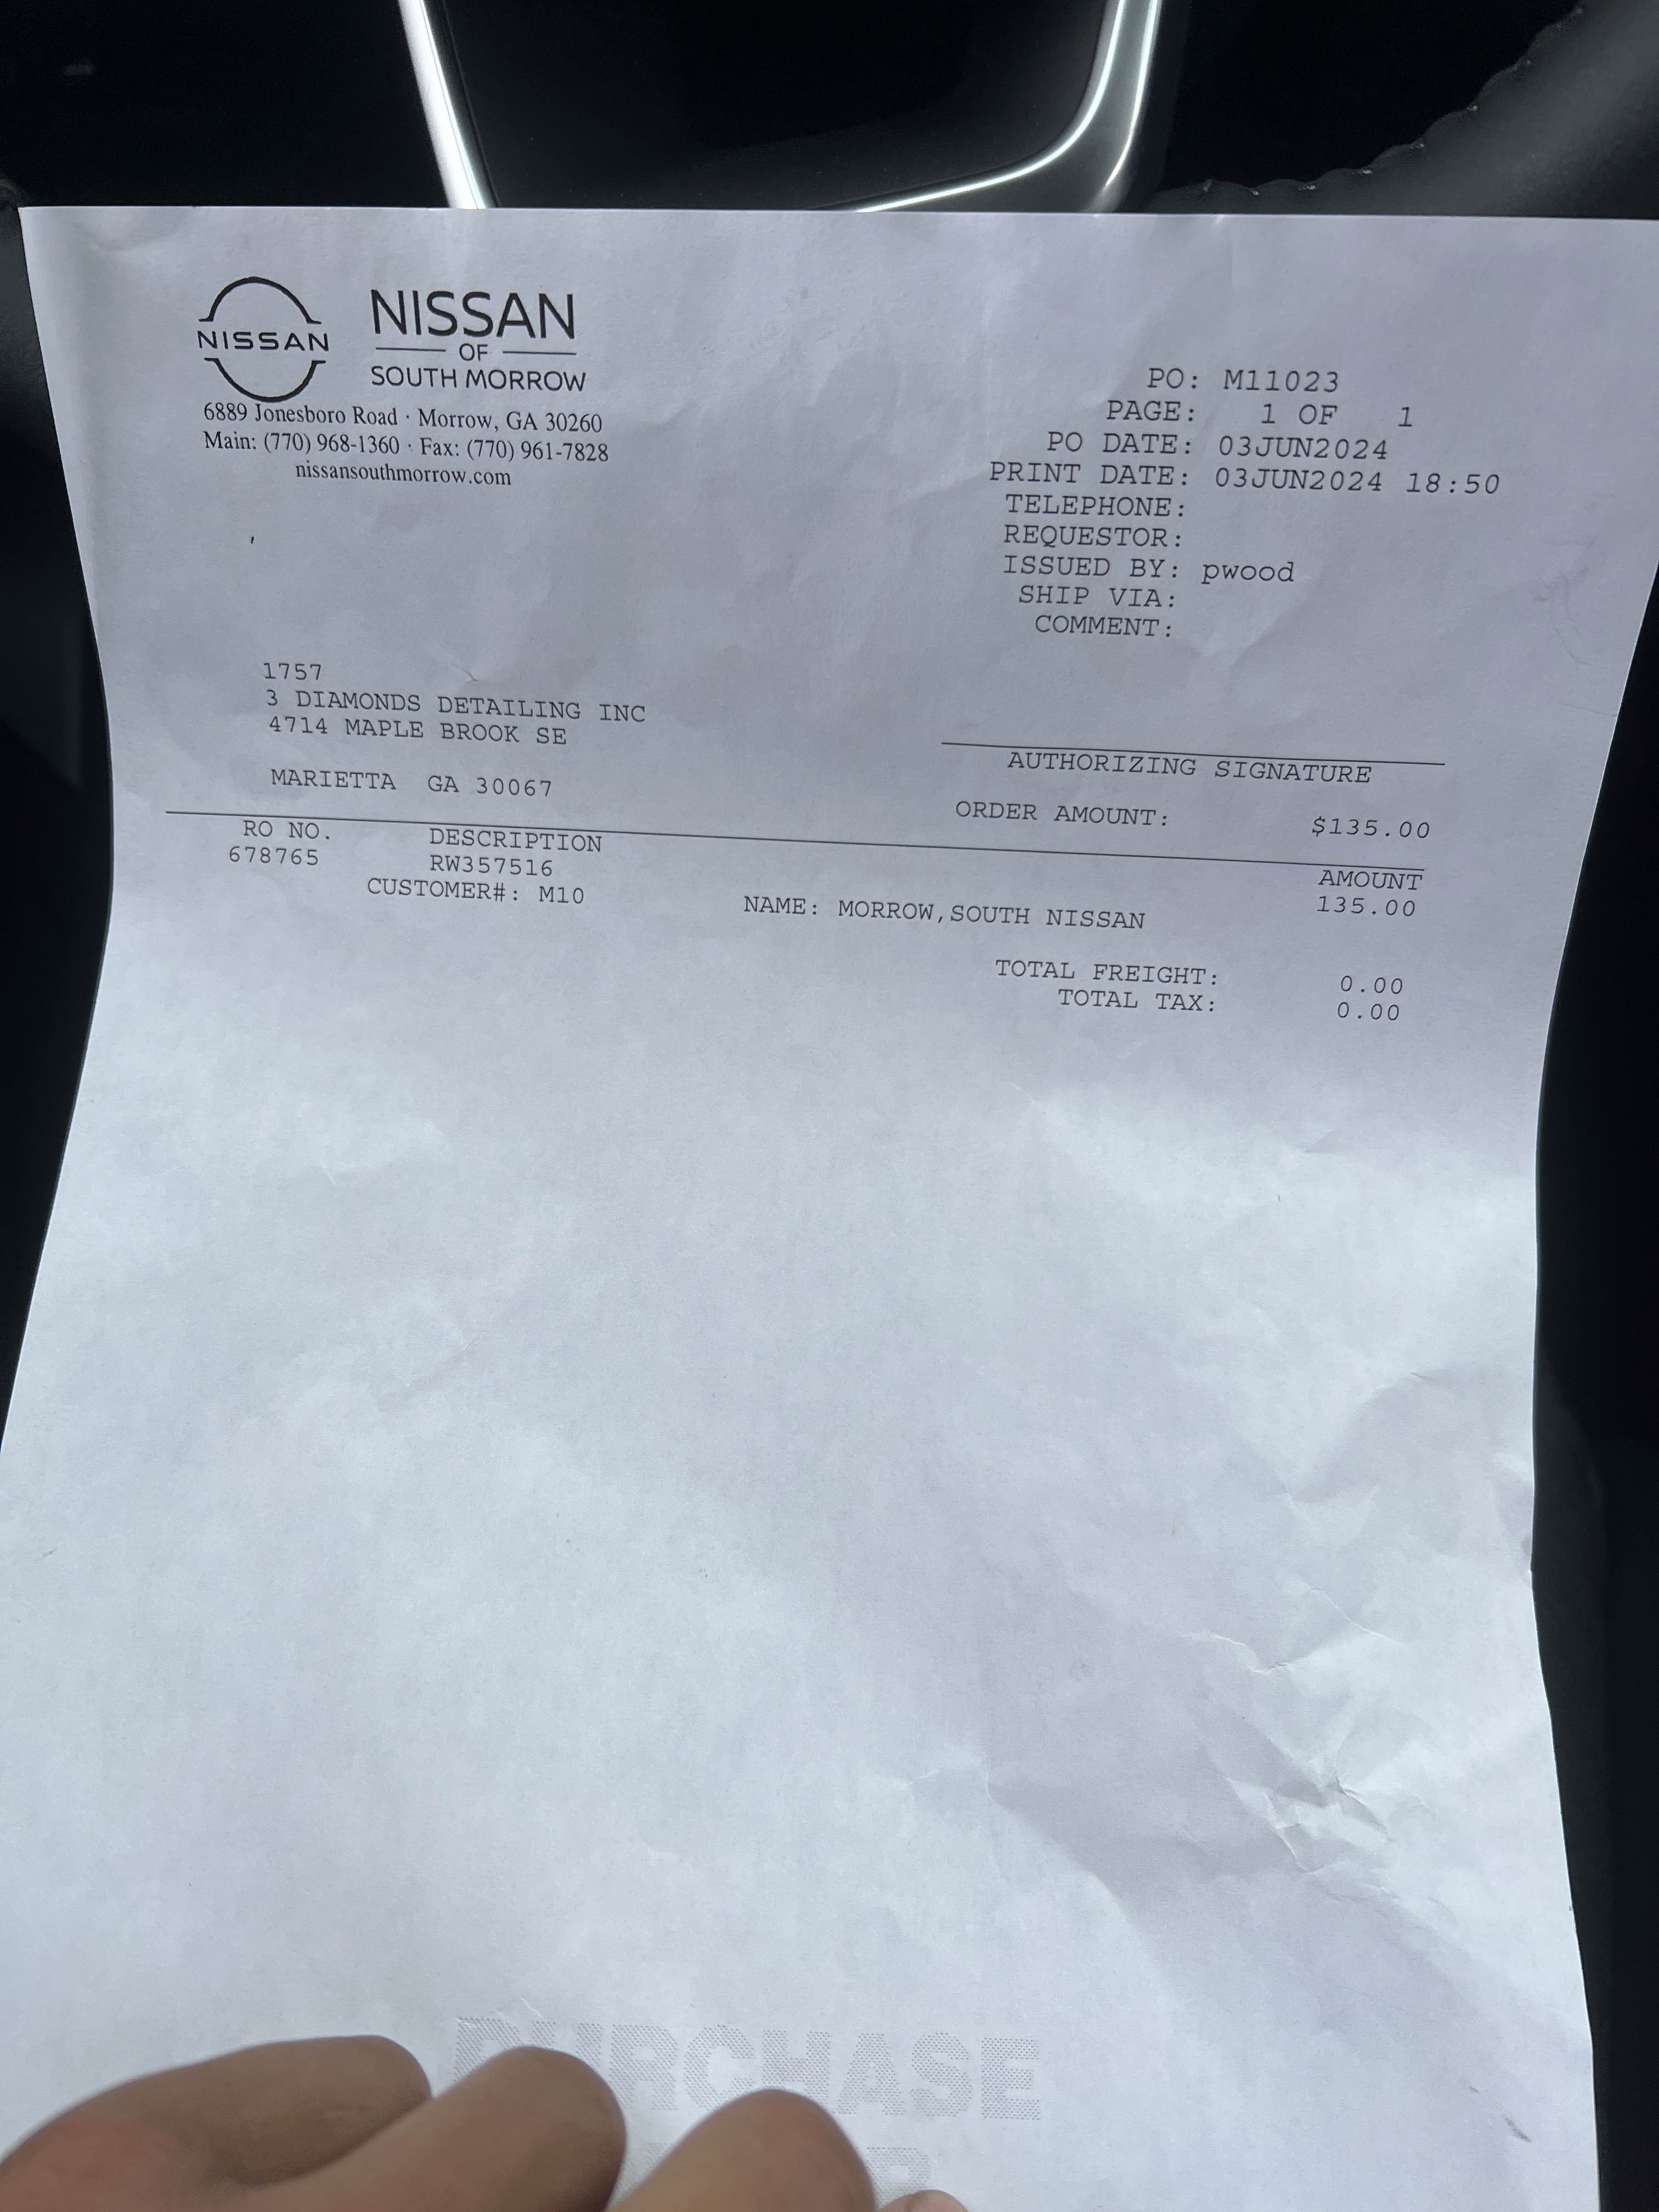 NISSAN
NISSAN
OF
SOUTH MORROW
6889 Jonesboro Road · Morrow, GA 30260
Main: (770) 968-1360 · Fax: (770) 961-7828
nissansouthmorrow.com
PO: M11023
PAGE: 1 OF 1
PO DATE: 03JUN2024
PRINT DATE: 03JUN2024 18:50
TELEPHONE:
REQUESTOR:
ISSUED BY: pwood
SHIP VIA:
COMMENT:
1757
3 DIAMONDS DETAILING INC
4714 MAPLE BROOK SE
MARIETTA GA 30067
AUTHORIZING SIGNATURE
ORDER AMOUNT: $135.00
RO NO. DESCRIPTION AMOUNT
678765 RW357516 135.00
CUSTOMER#: M10 NAME: MORROW,SOUTH NISSAN
TOTAL FREIGHT: 0.00
TOTAL TAX: 0.00
PURCHASE